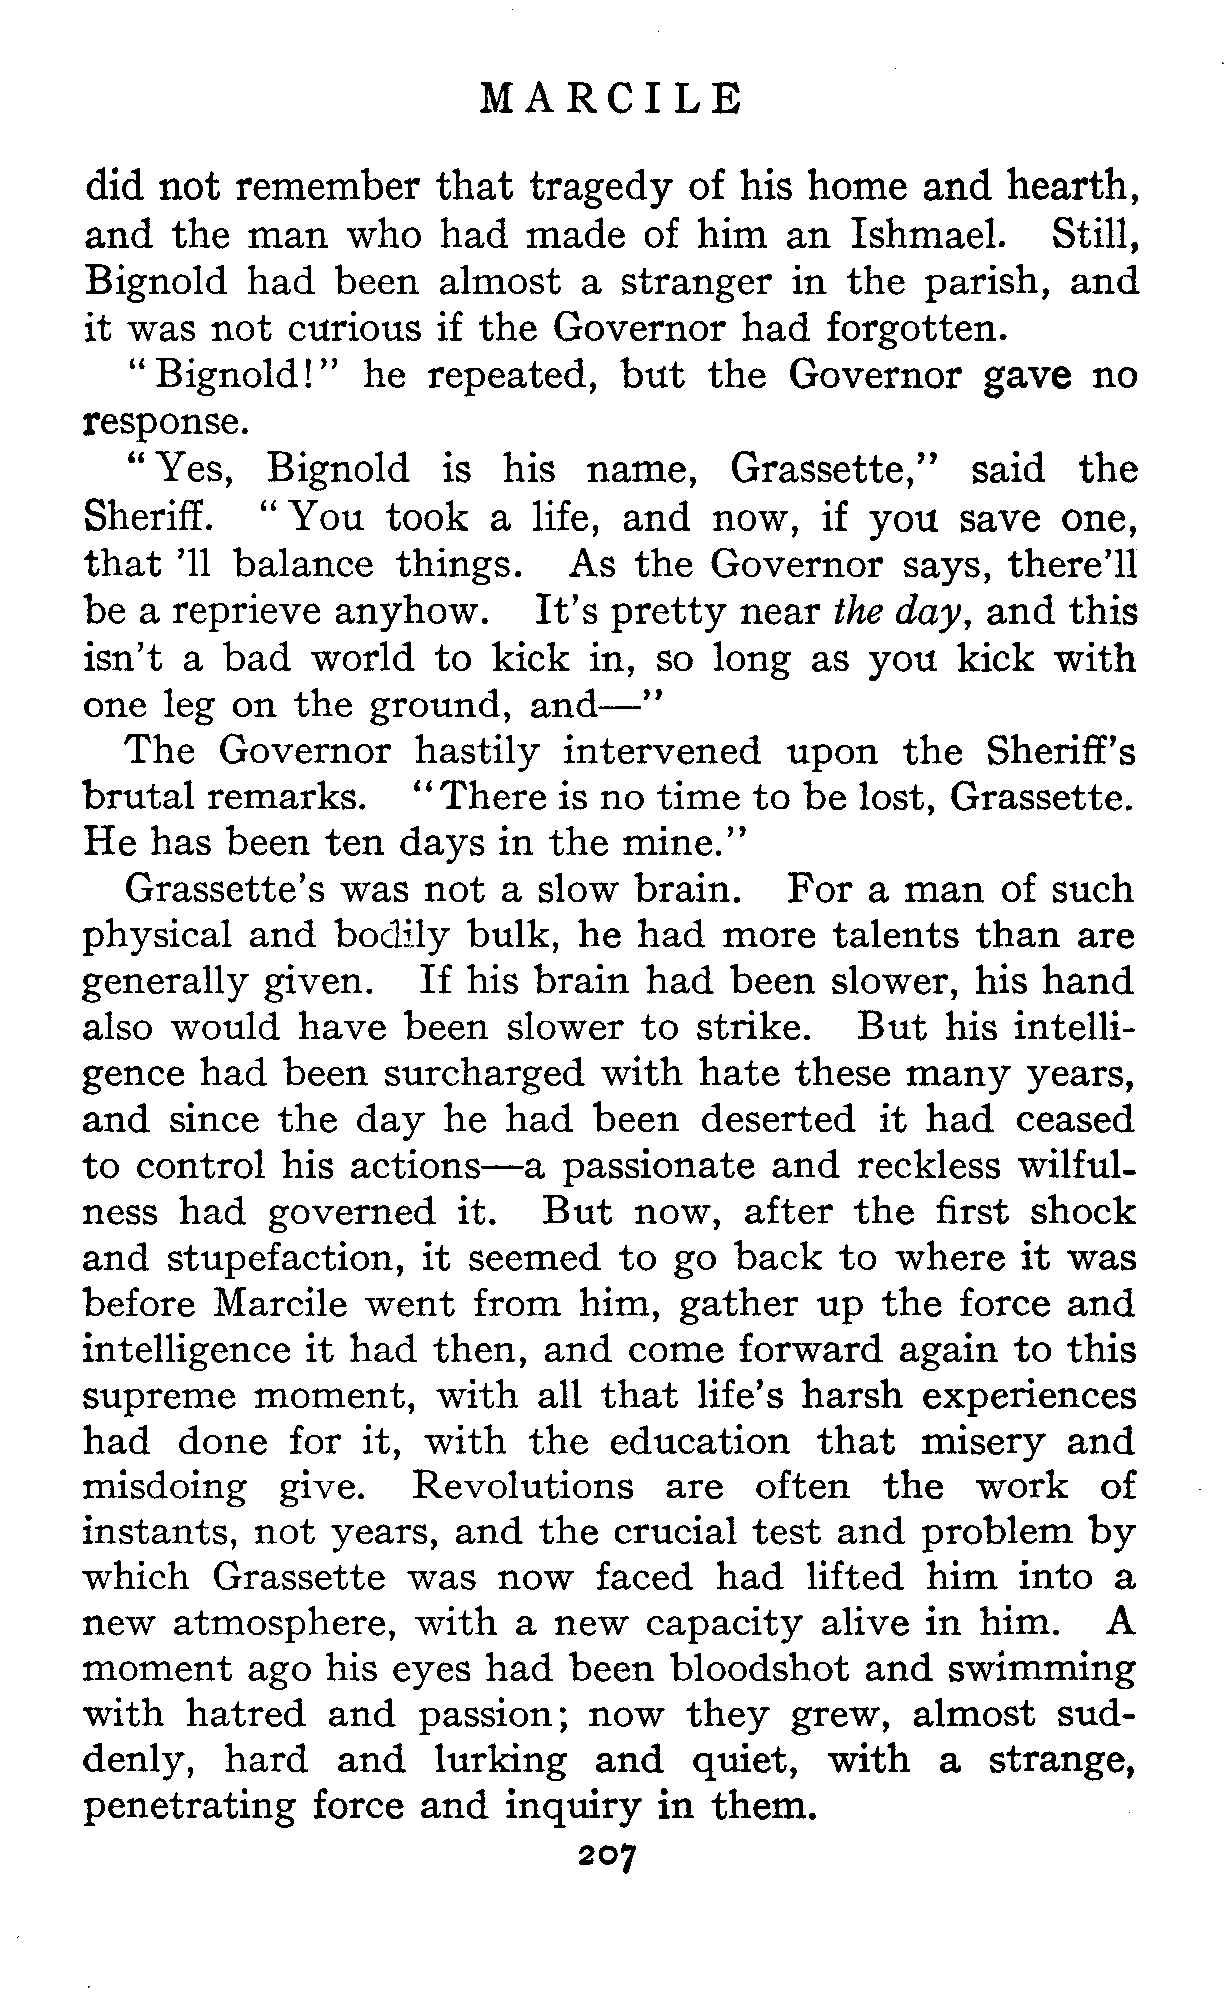 MARCILE
did not remember that tragedy of his home and hearth,
and the man who had made of him an Ishmael. Still,
Bignold had been almost a stranger in the parish, and
it was not curious if the Governor had forgotten.
"Bignold!" he repeated, but the Governor gave no
response.
"Yes, Bignold is his name, Grassette," said the
Sheriff. "You took a life, and now, if you save one,
that 'll balance things. As the Governor says, there'll
be a reprieve anyhow. It's pretty near the day, and this
isn't a bad world to kick in, so long as you kick with
one leg on the ground, and—"
The Governor hastily intervened upon the Sheriff's
brutal remarks. "There is no time to be lost, Grassette.
He has been ten days in the mine."
Grassette's was not a slow brain. For a man of such
physical and bodily bulk, he had more talents than are
generally given. If his brain had been slower, his hand
also would have been slower to strike. But his intelli-
gence had been surcharged with hate these many years,
and since the day he had been deserted it had ceased
to control his actions—a passionate and reckless wilful-
ness had governed it. But now, after the first shock
and stupefaction, it seemed to go back to where it was
before Marcile went from him, gather up the force and
intelligence it had then, and come forward again to this
supreme moment, with all that life's harsh experiences
had done for it, with the education that misery and
misdoing give. Revolutions are often the work of
instants, not years, and the crucial test and problem by
which Grassette was now faced had lifted him into a
new atmosphere, with a new capacity alive in him. A
moment ago his eyes had been bloodshot and swimming
with hatred and passion; now they grew, almost sud-
denly, hard and lurking and quiet, with a strange,
penetrating force and inquiry in them.
207